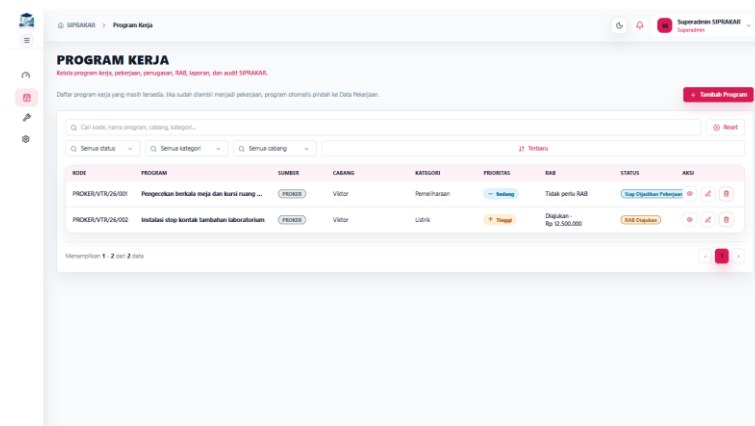 SIPRAKAR > Program Kerja
Superadmin SIPRAKAR
Superadmin
PROGRAM KERJA
Kelola program kerja, pekerjaan, penugasan, RAB, laporan, dan audit SIPRAKAR.
Daftar program kerja yang masih tersedia. Jika sudah diambil menjadi pekerjaan, program otomatis pindah ke Data Pekerjaan.
+ Tambah Program
Cari kode, nama program, cabang, kategori...
Reset
Semua status
Semua kategori
Semua cabang
Terbaru
KODE PROGRAM SUMBER CABANG KATEGORI PRIORITAS RAB STATUS AKSI
PROKER/VTR/26/001 Pengecekan berkala meja dan kursi ruang ... PROKER Viktor Pemeliharaan Sedang Tidak perlu RAB Siap Dijadikan Pekerjaan
PROKER/VTR/26/002 Instalasi stop kontak tambahan laboratorium PROKER Viktor Listrik Tinggi Diajukan - RAB Diajukan
Rp 12.500.000
Menampilkan 1 - 2 dari 2 data
1